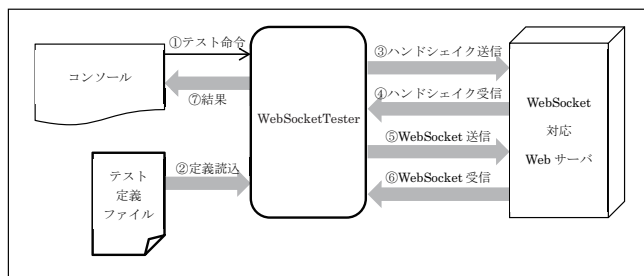 ①テスト命令
コンソール
⑦結果
テスト
定義
ファイル
②定義読込
WebSocketTester
③ハンドシェイク送信
④ハンドシェイク受信
⑤WebSocket 送信
⑥WebSocket 受信
WebSocket
対応
Web サーバ